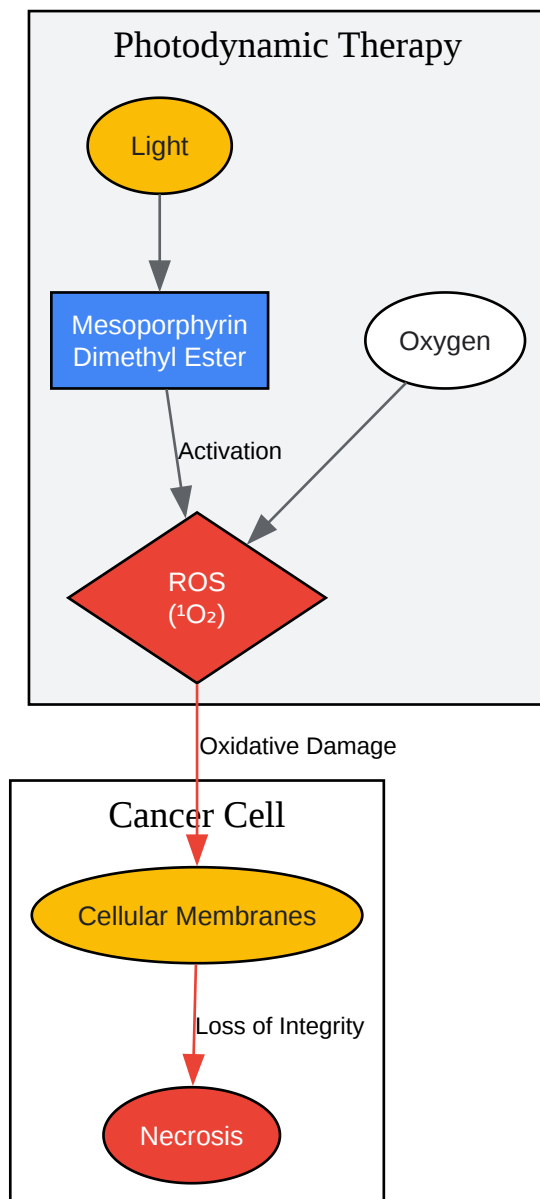 Photodynamic Therapy
Light
Mesoporphyrin
Dimethyl Ester
Oxygen
Activation
ROS
(¹O₂)
Oxidative Damage
Cancer Cell
Cellular Membranes
Loss of Integrity
Necrosis